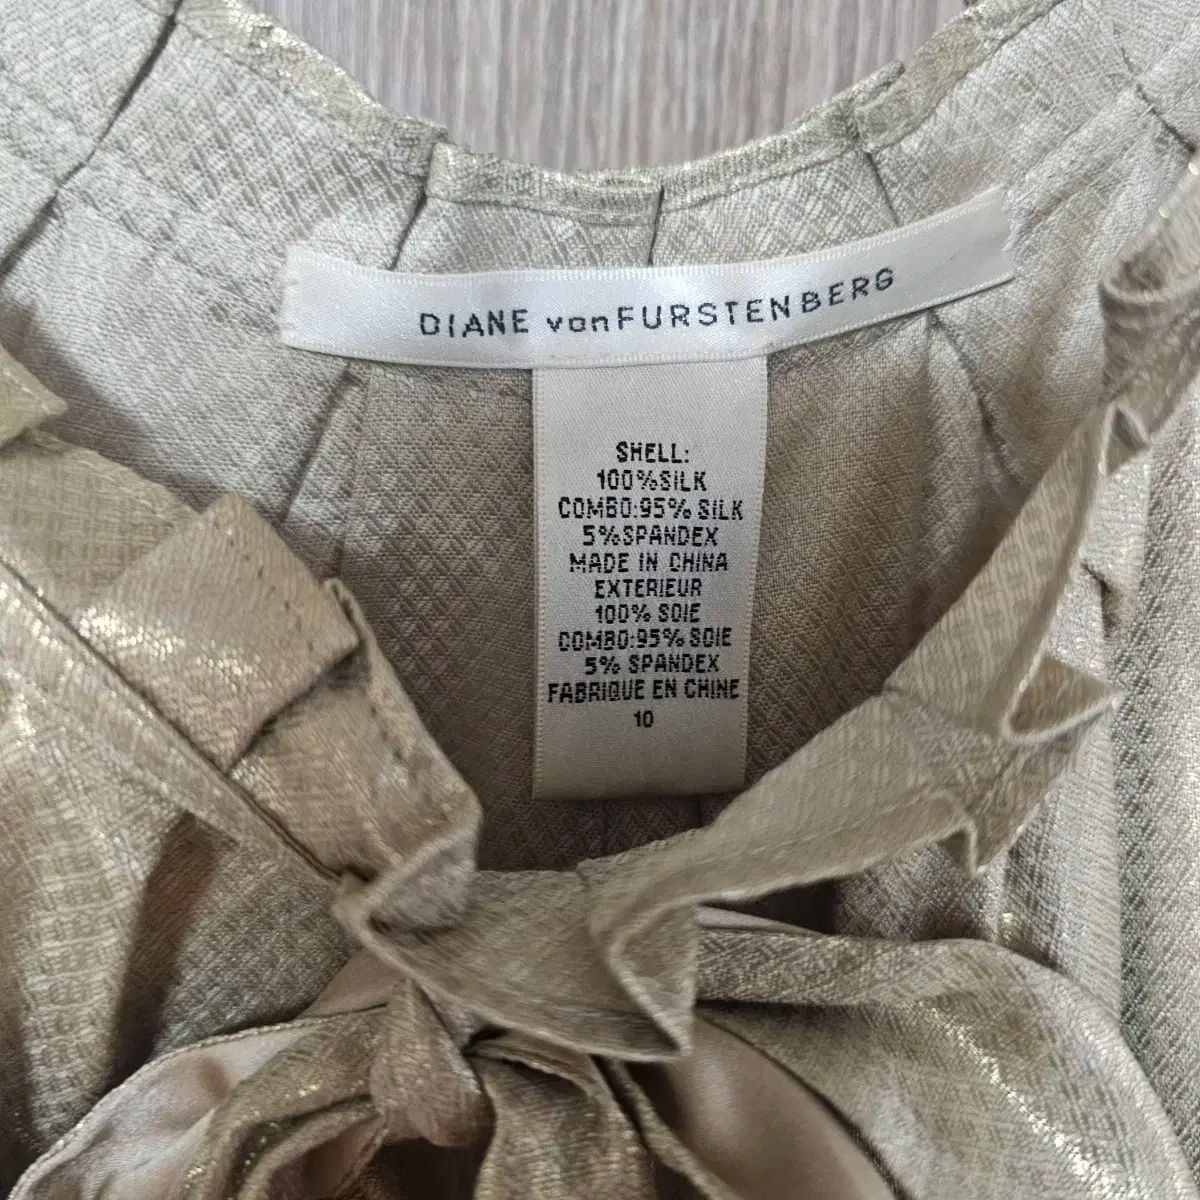 DIANE vonFURSTENBERG
SHELL:
100%SILK
COMBO:95% SILK
5%SPANDEX
MADE IN CHINA
EXTERIEUR
100% SOIE
COMBO:95% SOIE
5% SPANDEX
FABRIQUE EN CHINE
10